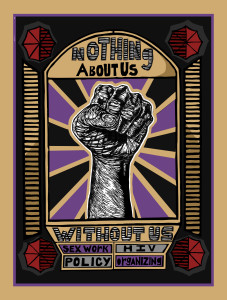 NOTHING
ABOUT US
WITHOUT US
SEX WORK HIV
POLICY ORGANIZING